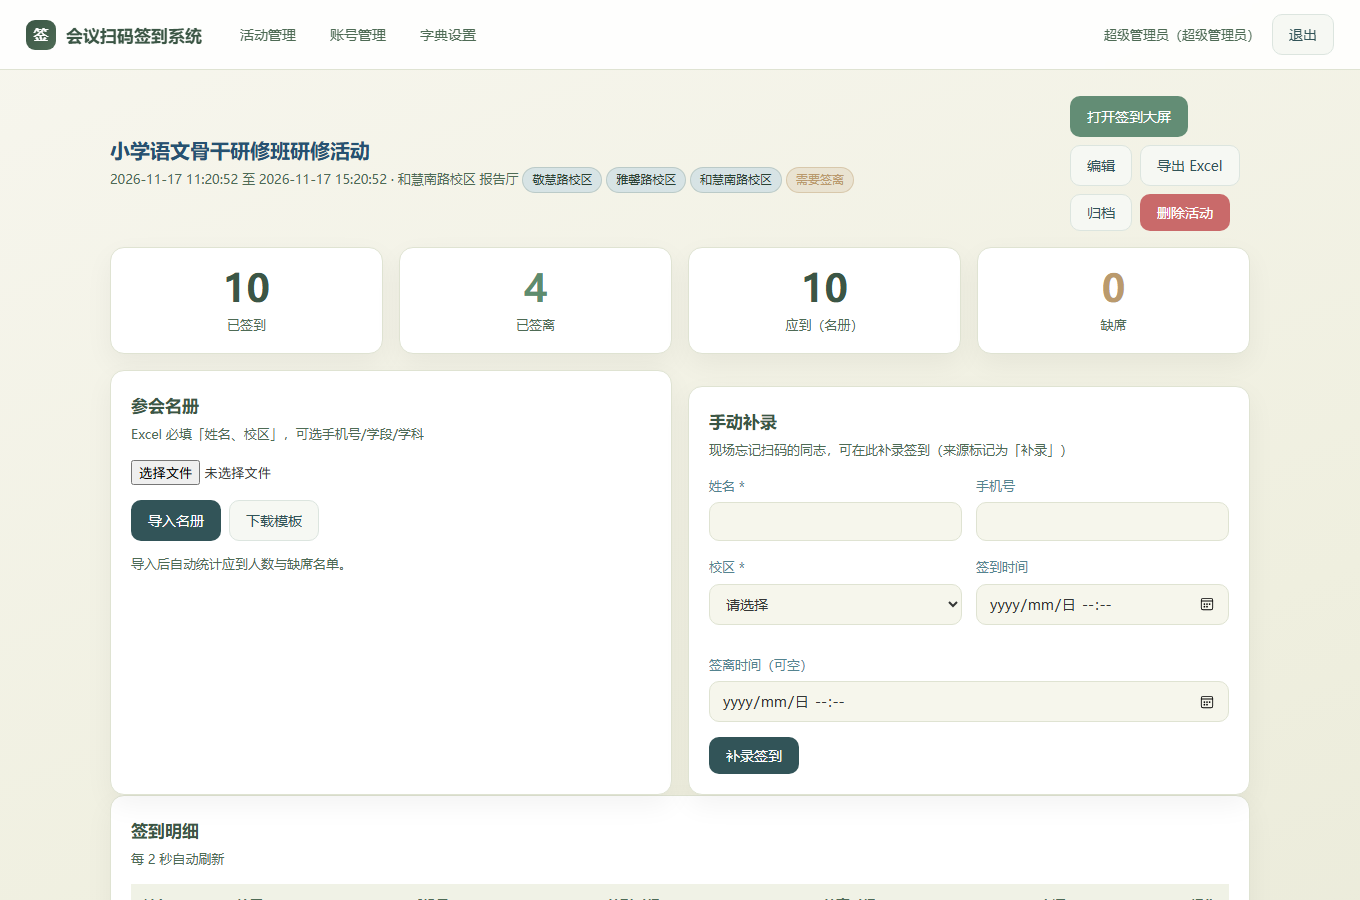 签 会议扫码签到系统 活动管理 账号管理 字典设置 超级管理员（超级管理员） 退出
打开签到大屏
小学语文骨干研修班研修活动
编辑 导出 Excel
2026-11-17 11:20:52 至 2026-11-17 15:20:52 · 和慧南路校区 报告厅 敬慧路校区 雅馨路校区 和慧南路校区 需要签离
归档 删除活动
10 4 10 0
已签到 已签离 应到（名册） 缺席
参会名册
Excel 必填「姓名、校区」，可选手机号/学段/学科
选择文件 未选择文件
导入名册 下载模板
导入后自动统计应到人数与缺席名单。
手动补录
现场忘记扫码的同志，可在此补录签到（来源标记为「补录」）
姓名 * 手机号
校区 * 签到时间
请选择 yyyy/mm/日 --:--
签离时间（可空）
yyyy/mm/日 --:--
补录签到
签到明细
每 2 秒自动刷新